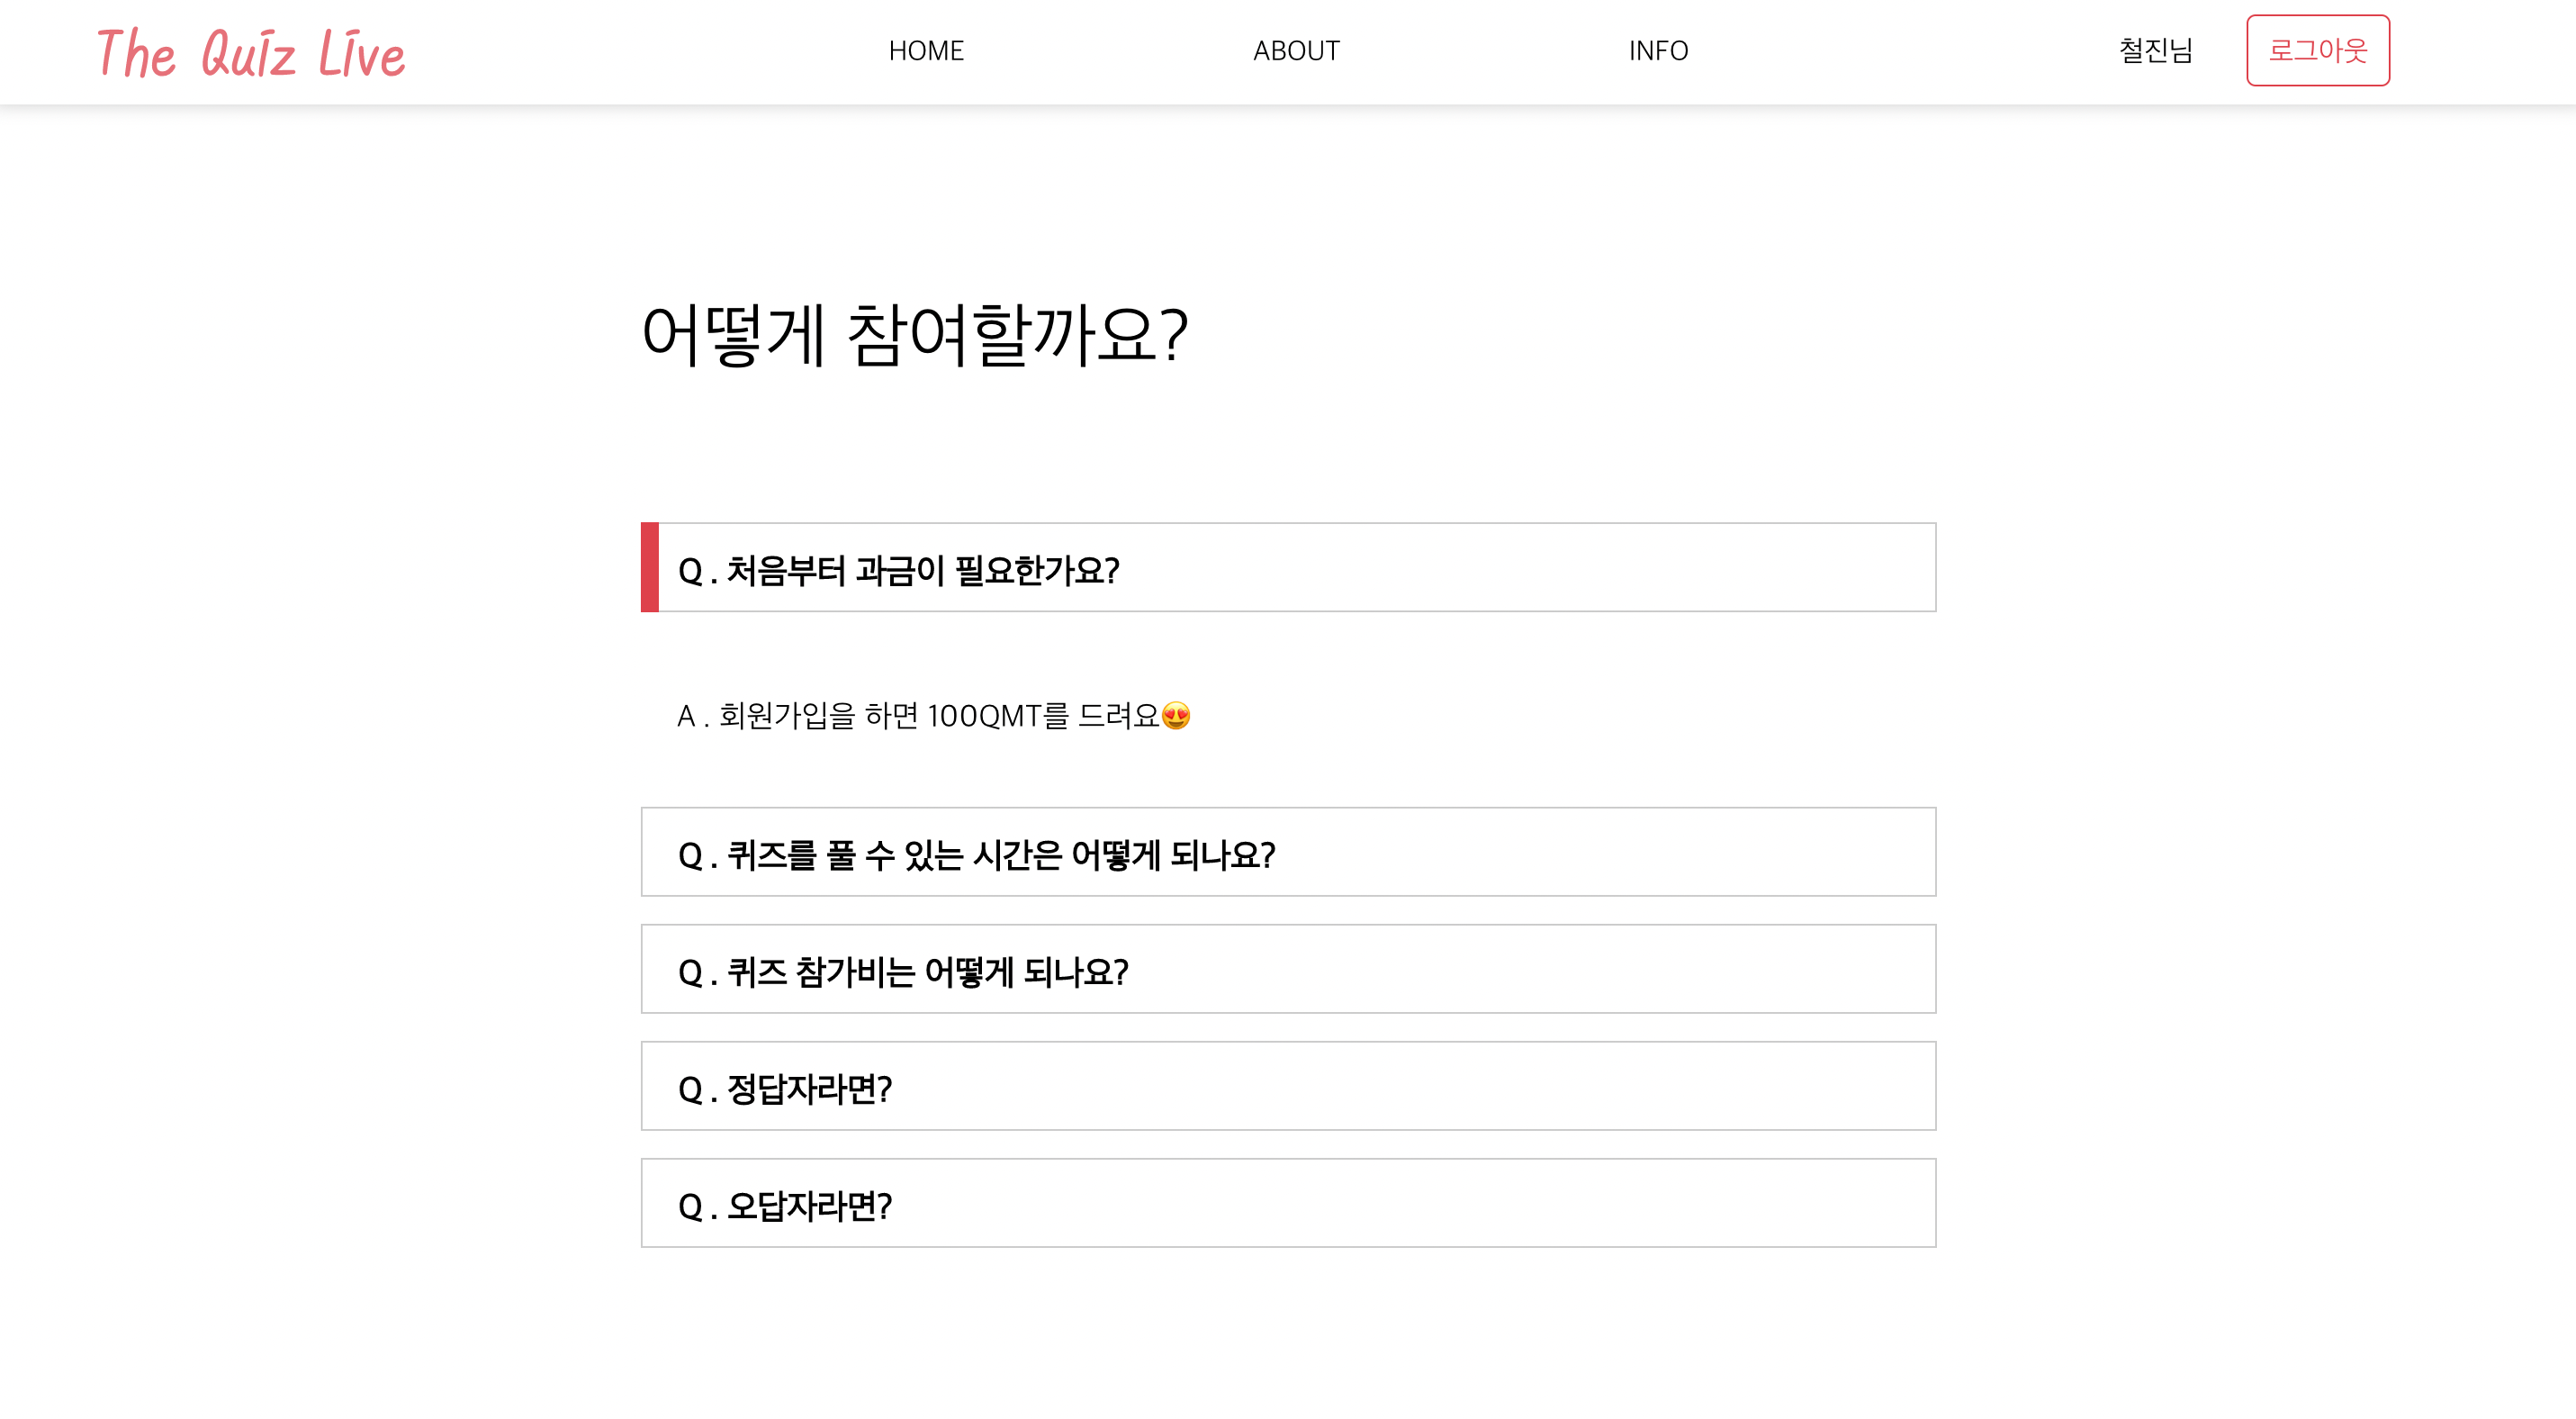 The Quiz Live
HOME
ABOUT
INFO
철진님
로그아웃
어떻게 참여할까요?
Q . 처음부터 과금이 필요한가요?
A . 회원가입을 하면 100QMT를 드려요😍
Q . 퀴즈를 풀 수 있는 시간은 어떻게 되나요?
Q . 퀴즈 참가비는 어떻게 되나요?
Q . 정답자라면?
Q . 오답자라면?